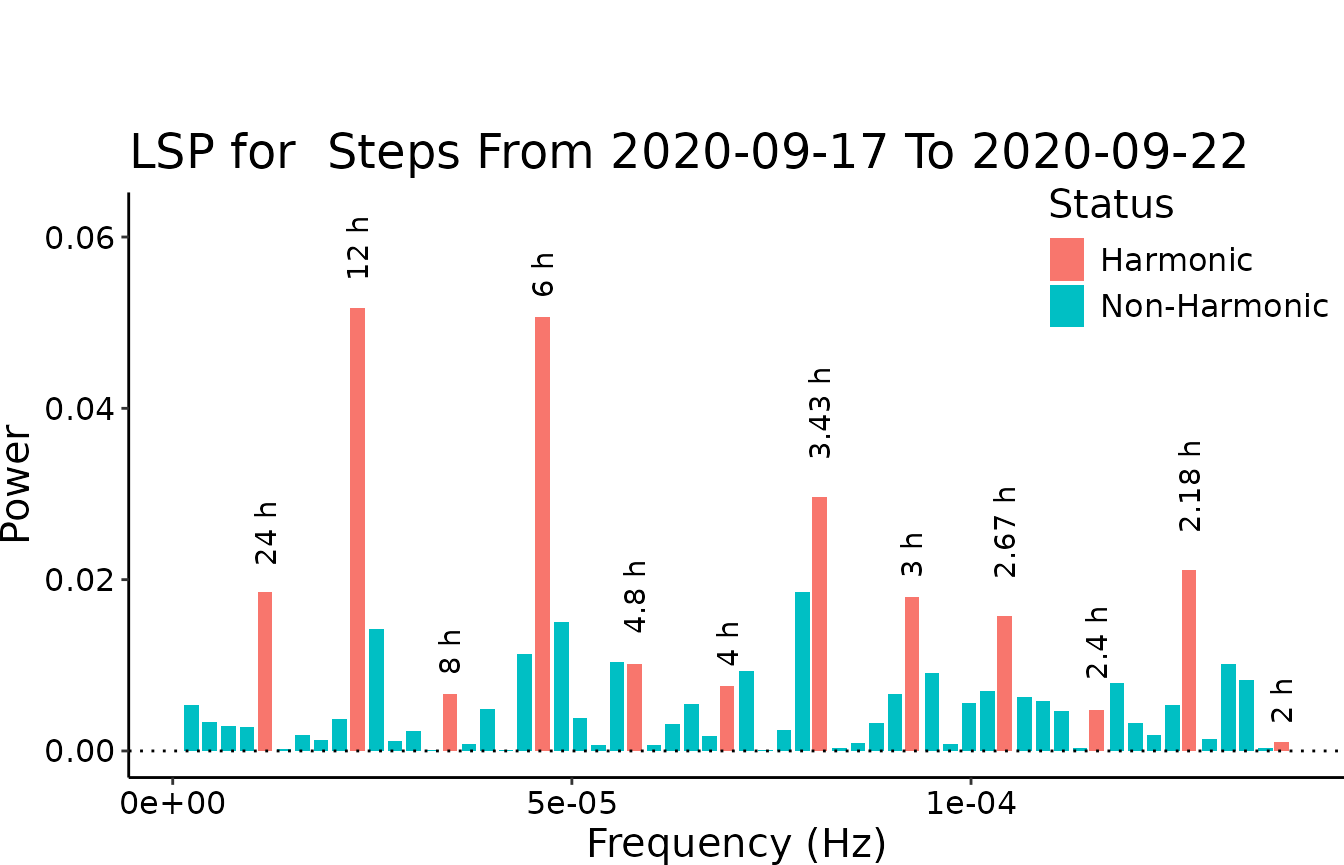 LSP for  Steps From 2020-09-17 To 2020-09-22
Status
Harmonic
Non-Harmonic
Power
0.06
0.04
0.02
0.00
24 h
12 h
8 h
6 h
4.8 h
4 h
3.43 h
3 h
2.67 h
2.4 h
2.18 h
2 h
0e+00
5e-05
1e-04
Frequency (Hz)